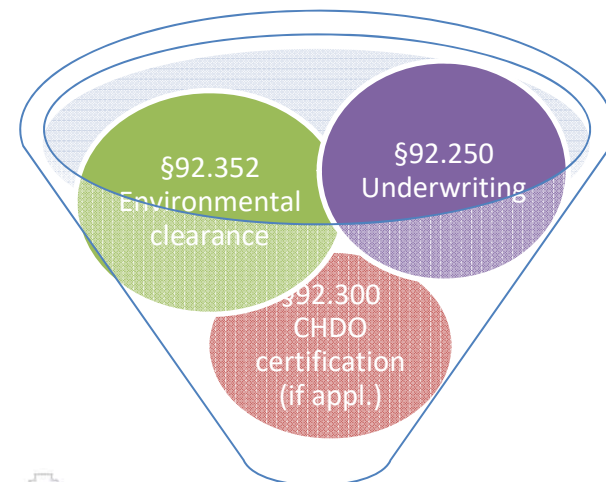 §92.352
Environmental
clearance
§92.250
Underwriting
§92.300
CHDO
certification
(if appl.)